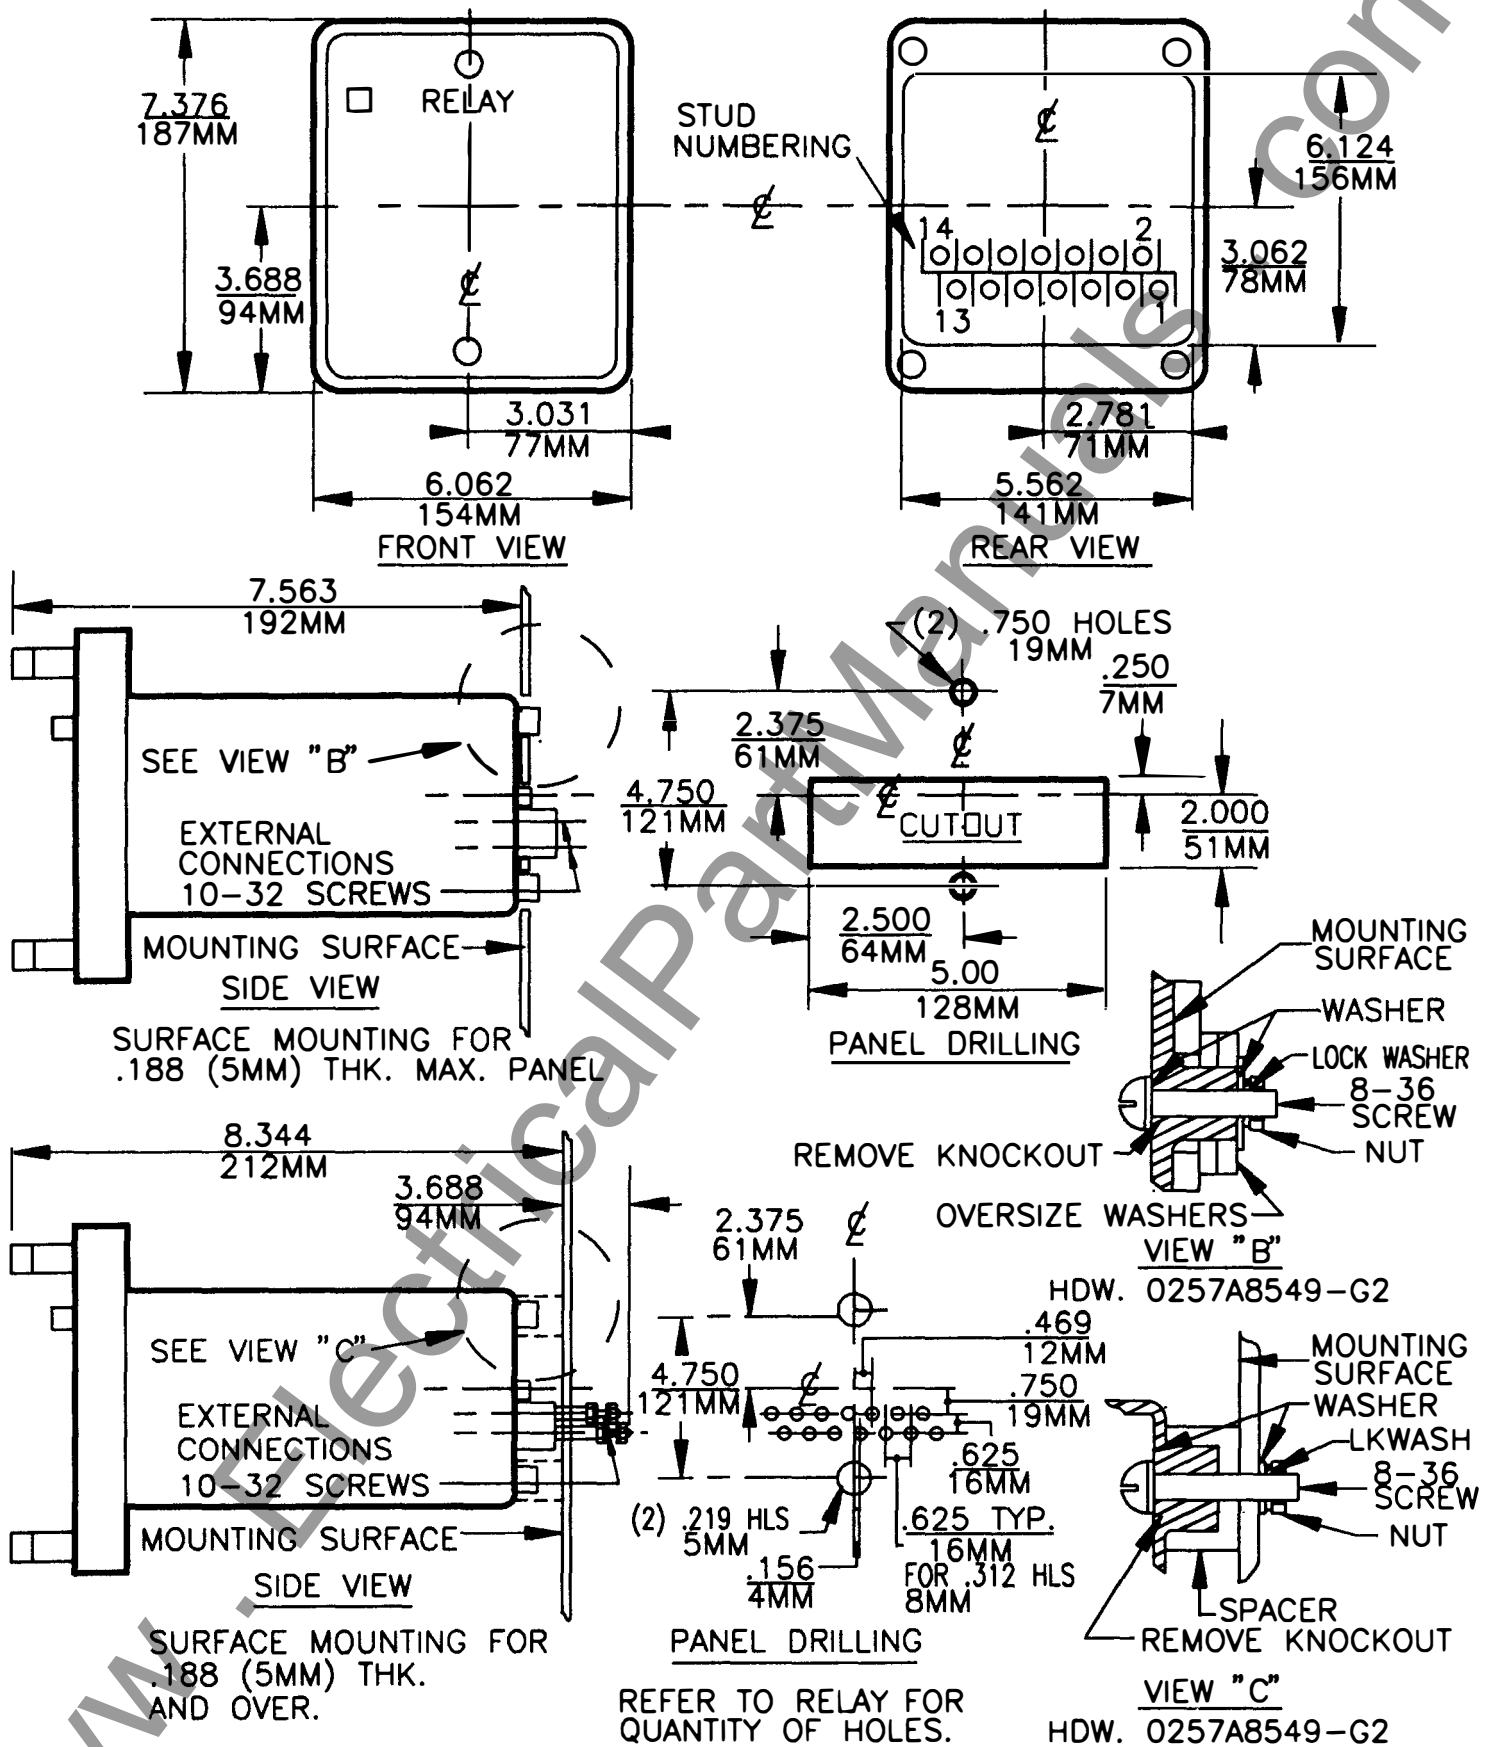 7.376
187MM
RELAY
3.688
94MM
℄
3.031
77MM
6.062
154MM
FRONT VIEW
℄
STUD
NUMBERING
℄
6.124
156MM
14
2
13
1
3.062
78MM
2.781
71MM
5.562
141MM
REAR VIEW
7.563
192MM
SEE VIEW "B"
EXTERNAL
CONNECTIONS
10-32 SCREWS
MOUNTING SURFACE
SIDE VIEW
SURFACE MOUNTING FOR
.188 (5MM) THK. MAX. PANEL
(2) .750 HOLES
19MM
.250
7MM
2.375
61MM
℄
4.750
121MM
℄
CUTOUT
2.000
51MM
2.500
64MM
5.00
128MM
PANEL DRILLING
MOUNTING
SURFACE
WASHER
LOCK WASHER
8-36
SCREW
NUT
REMOVE KNOCKOUT
OVERSIZE WASHERS
VIEW "B"
HDW. 0257A8549-G2
8.344
212MM
3.688
94MM
SEE VIEW "C"
EXTERNAL
CONNECTIONS
10-32 SCREWS
MOUNTING SURFACE
SIDE VIEW
SURFACE MOUNTING FOR
.188 (5MM) THK.
AND OVER.
2.375
61MM
℄
.469
12MM
4.750
121MM
℄
.750
19MM
.625
16MM
(2) .219 HLS
5MM
.625 TYP.
16MM
FOR .312 HLS
8MM
.156
4MM
PANEL DRILLING
REFER TO RELAY FOR
QUANTITY OF HOLES.
MOUNTING
SURFACE
WASHER
LKWASH
8-36
SCREW
NUT
SPACER
REMOVE KNOCKOUT
VIEW "C"
HDW. 0257A8549-G2
w.ElectricalPartManuals.com